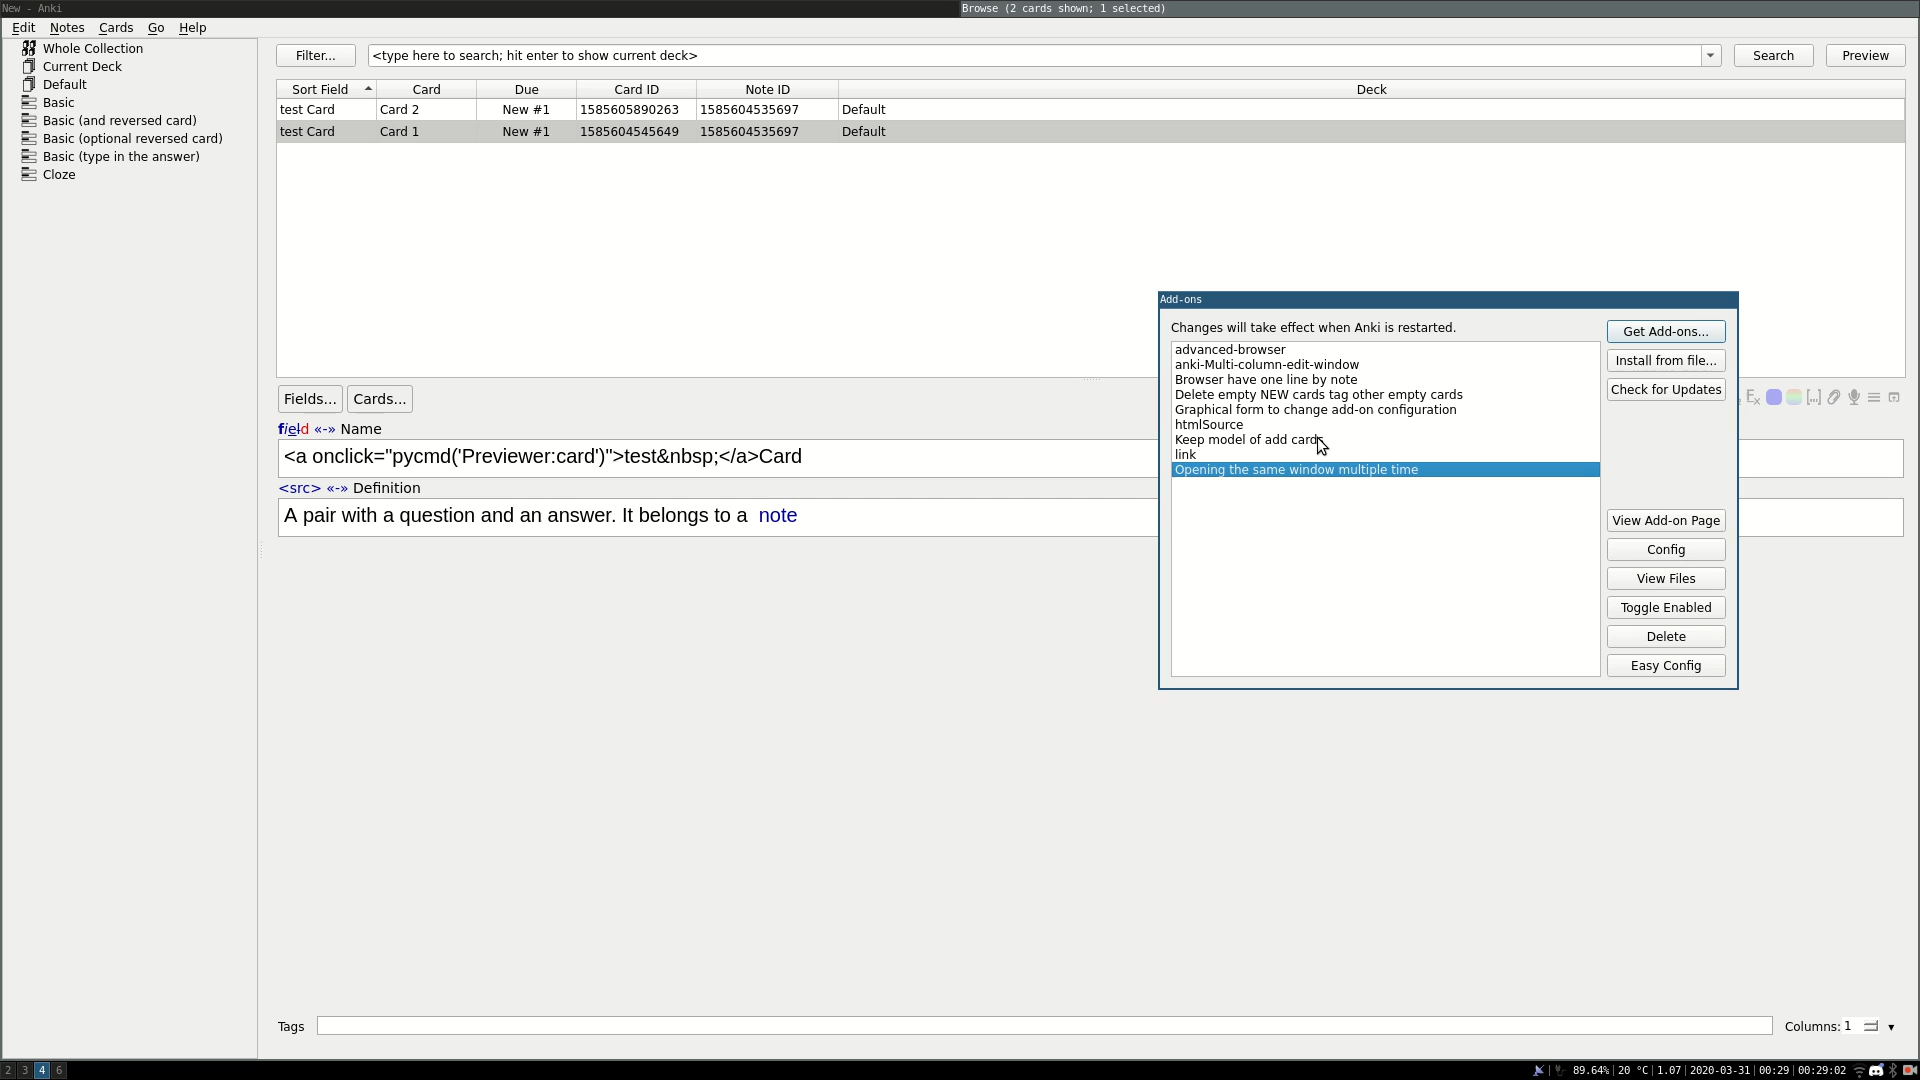 New - Anki
Browse (2 cards shown; 1 selected)
Edit Notes Cards Go Help
Whole Collection
Current Deck
Default
Basic
Basic (and reversed card)
Basic (optional reversed card)
Basic (type in the answer)
Cloze
Filter...
<type here to search; hit enter to show current deck>
Search
Preview
Sort Field Card Due Card ID Note ID Deck
test Card Card 2 New #1 1585605890263 1585604535697 Default
test Card Card 1 New #1 1585604545649 1585604535697 Default
Fields... Cards...
field «-» Name
<a onclick="pycmd('Previewer:card')">test&nbsp;</a>Card
<src> «-» Definition
A pair with a question and an answer. It belongs to a note
Add-ons
Changes will take effect when Anki is restarted.
advanced-browser
anki-Multi-column-edit-window
Browser have one line by note
Delete empty NEW cards tag other empty cards
Graphical form to change add-on configuration
htmlSource
Keep model of add cards
link
Opening the same window multiple time
Get Add-ons...
Install from file...
Check for Updates
View Add-on Page
Config
View Files
Toggle Enabled
Delete
Easy Config
Ex
[...]
Tags
Columns: 1
2 3 4 6
89.64% | 20 °C | 1.07 | 2020-03-31 | 00:29 | 00:29:02